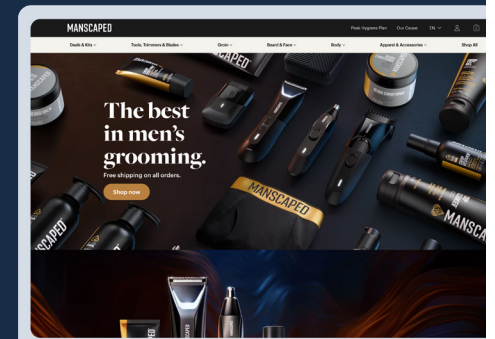 MANSCAPED
Peak Hygiene Plan Our Cause EN
Deals & Kits Tools, Trimmers & Blades Groin Beard & Face Body Apparel & Accessories Shop All
The best
in men's
grooming.
Free shipping on all orders.
Shop now
MANSCAPED
MANSCAPED